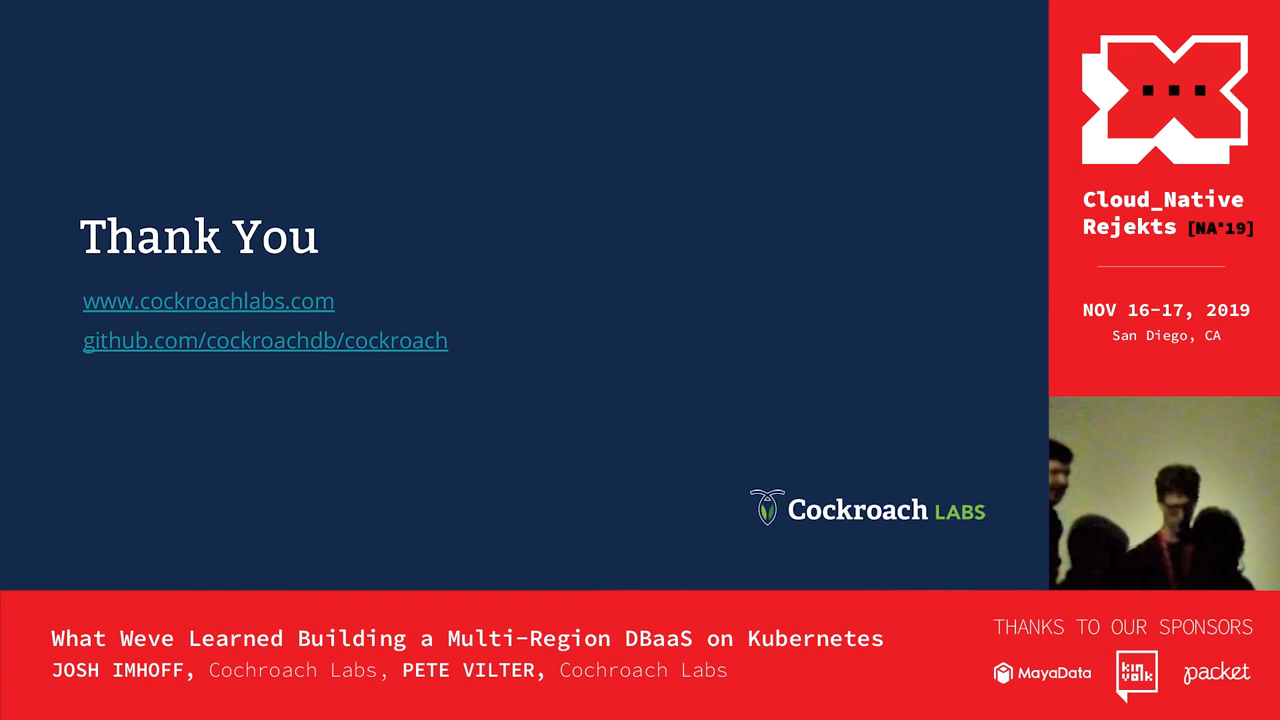 Thank You
www.cockroachlabs.com
github.com/cockroachdb/cockroach
Cockroach LABS
Cloud_Native
Rejekts [NA'19]
NOV 16-17, 2019
San Diego, CA
What Weve Learned Building a Multi-Region DBaaS on Kubernetes
JOSH IMHOFF, Cochroach Labs, PETE VILTER, Cochroach Labs
THANKS TO OUR SPONSORS
MayaData
kin
volk
packet